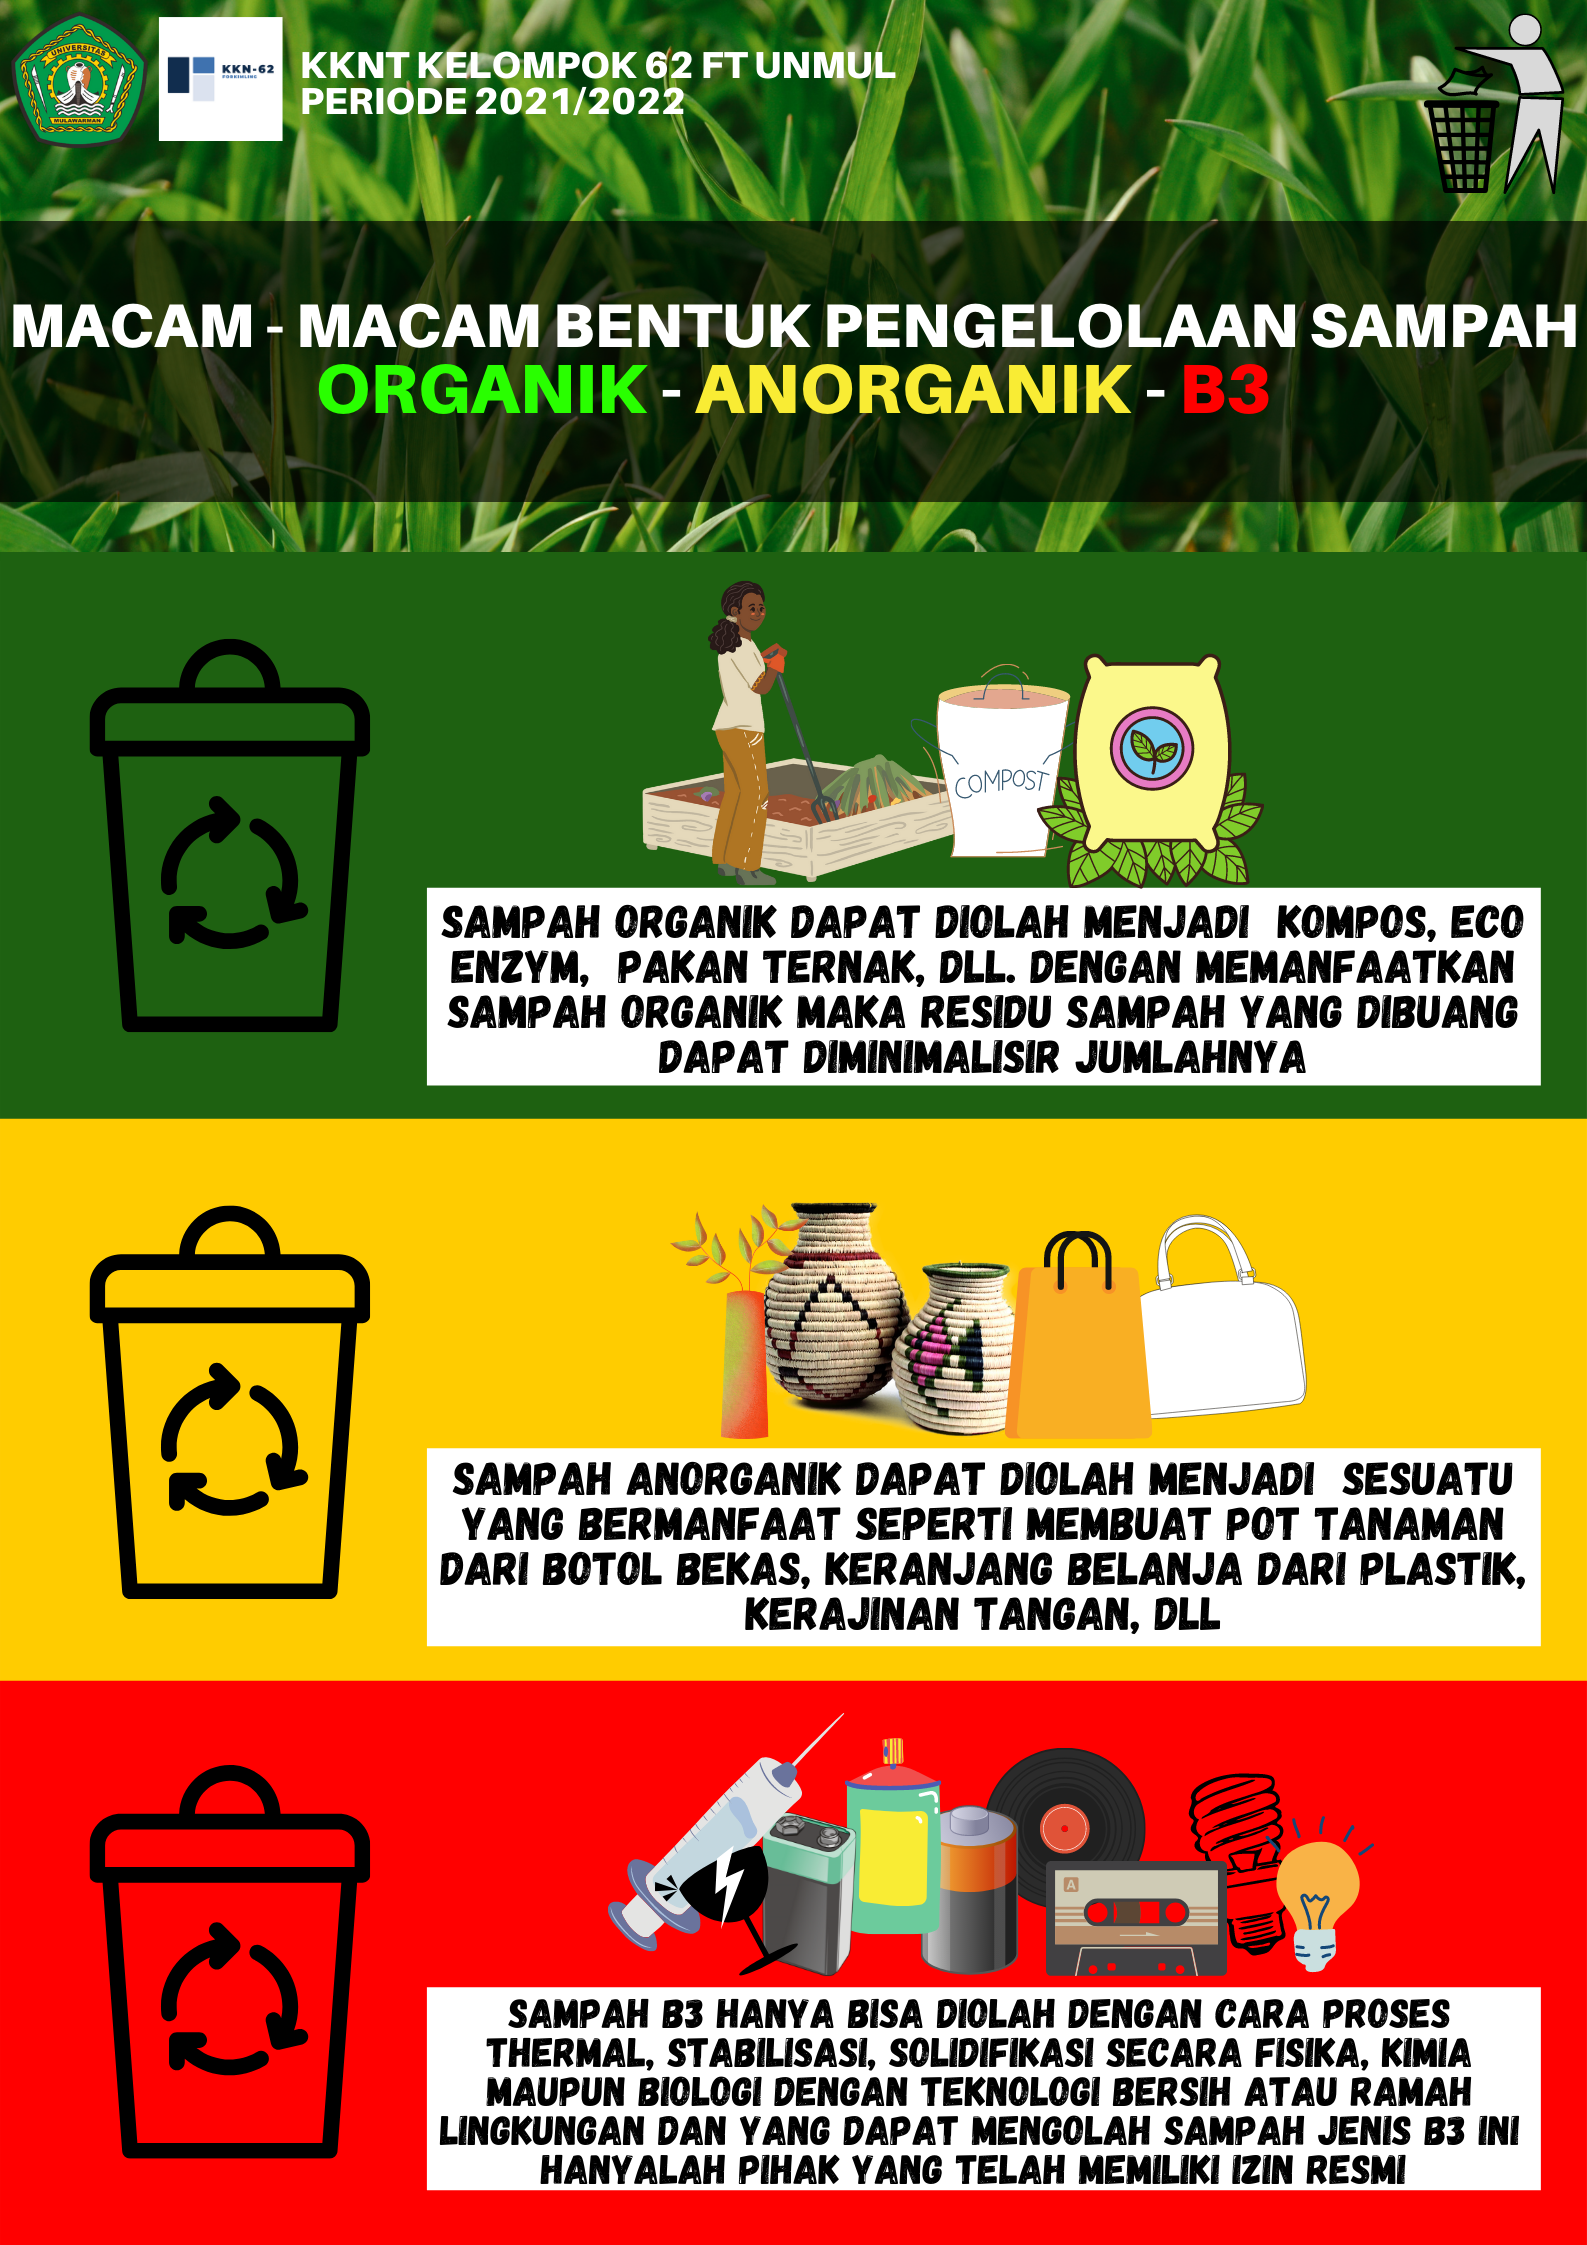 UNIVERSITAS
MULAWARMAN
KKN-62
FORKIMLING
KKNT KELOMPOK 62 FT UNMUL
PERIODE 2021/2022
MACAM - MACAM BENTUK PENGELOLAAN SAMPAH
ORGANIK - ANORGANIK - B3
COMPOST
SAMPAH ORGANIK DAPAT DIOLAH MENJADI KOMPOS, ECO
ENZYM, PAKAN TERNAK, DLL. DENGAN MEMANFAATKAN
SAMPAH ORGANIK MAKA RESIDU SAMPAH YANG DIBUANG
DAPAT DIMINIMALISIR JUMLAHNYA
SAMPAH ANORGANIK DAPAT DIOLAH MENJADI SESUATU
YANG BERMANFAAT SEPERTI MEMBUAT POT TANAMAN
DARI BOTOL BEKAS, KERANJANG BELANJA DARI PLASTIK,
KERAJINAN TANGAN, DLL
A
SAMPAH B3 HANYA BISA DIOLAH DENGAN CARA PROSES
THERMAL, STABILISASI, SOLIDIFIKASI SECARA FISIKA, KIMIA
MAUPUN BIOLOGI DENGAN TEKNOLOGI BERSIH ATAU RAMAH
LINGKUNGAN DAN YANG DAPAT MENGOLAH SAMPAH JENIS B3 INI
HANYALAH PIHAK YANG TELAH MEMILIKI IZIN RESMI